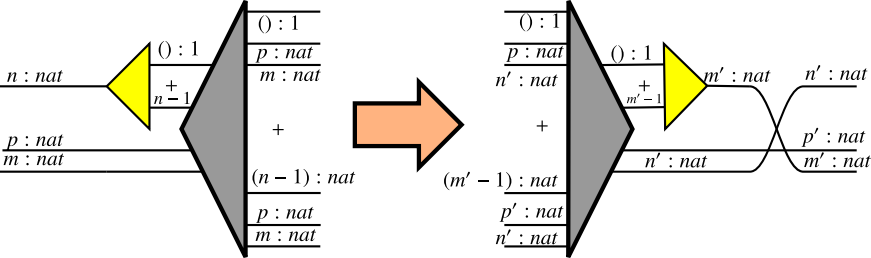 () : 1
p : nat
m : nat
n : nat
() : 1
+
n − 1
p : nat
m : nat
+
(n − 1) : nat
p : nat
m : nat
() : 1
p : nat
n′ : nat
+
(m′ − 1) : nat
p′ : nat
n′ : nat
() : 1
+
m′ − 1
m′ : nat
n′ : nat
n′ : nat
p′ : nat
m′ : nat